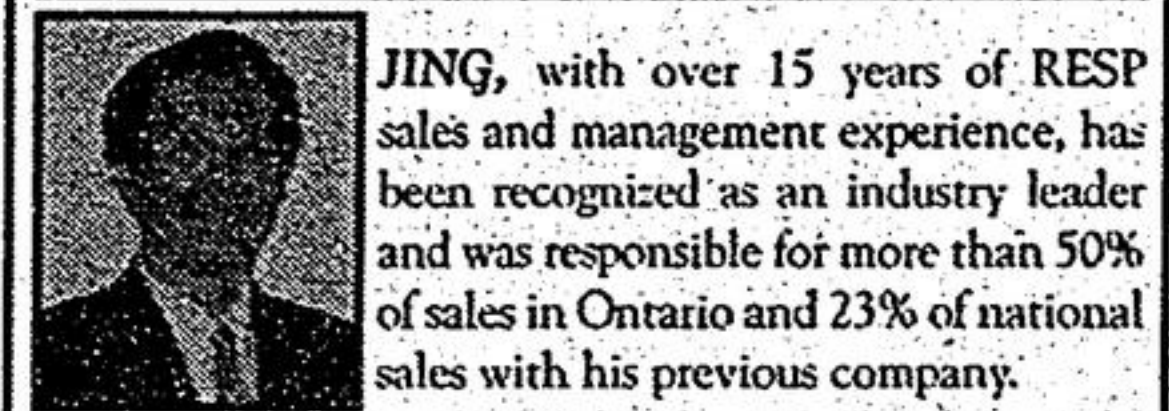 JING, with over 15 years of RESP
sales and management experience, has
been recognized as an industry leader
and was responsible for more than 50%
of sales in Ontario and 23% of national
sales with his previous company.